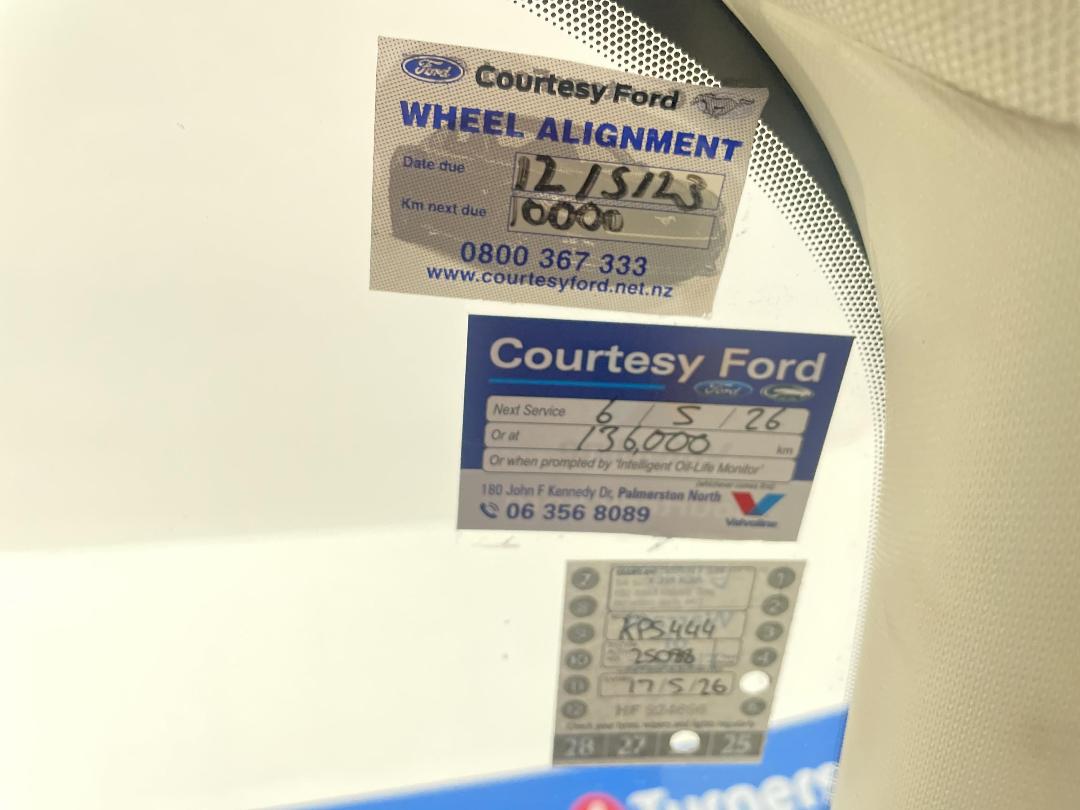 Ford Courtesy Ford
WHEEL ALIGNMENT
Date due 12/5/23
Km next due 10000
0800 367 333
www.courtesyford.net.nz
Courtesy Ford
Ford
Next Service 6 / 5 / 26
Or at 136,000 km
Or when prompted by 'Intelligent Oil-Life Monitor'
(whichever comes first)
180 John F Kennedy Dr, Palmerston North
06 356 8089
Valvoline
7 1
8 2
9 KPS444 3
10 4
11 17/5/26
12 6
Check your tyres, wipers and lights regularly
28 27 25
Turners